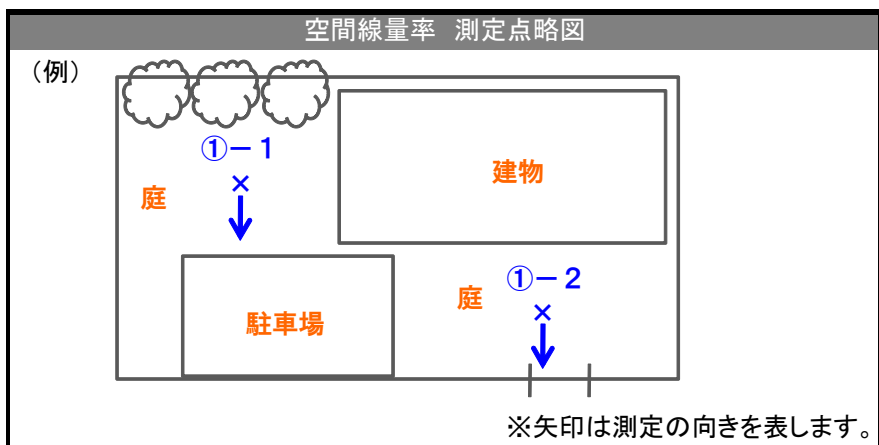 空間線量率 測定点略図
(例)
①-1
×
建物
庭
①-2
庭
×
駐車場
※矢印は測定の向きを表します。